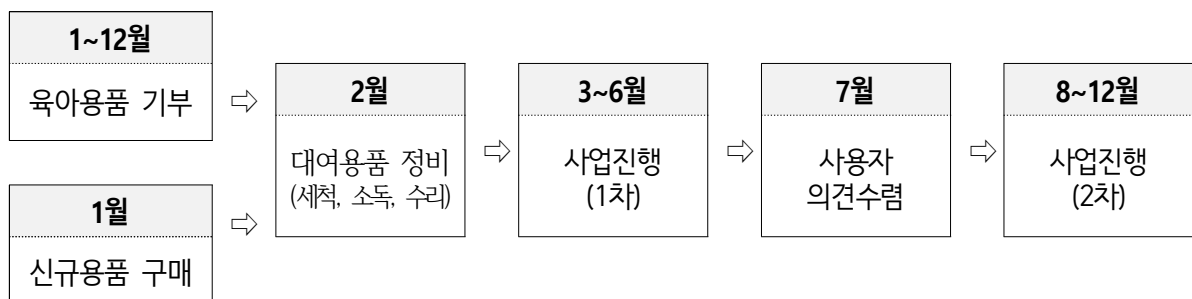 1~12월
육아용품 기부
⇨
1월
신규용품 구매
⇨
2월
대여용품 정비
(세척, 소독, 수리)
⇨
3~6월
사업진행
(1차)
⇨
7월
사용자
의견수렴
⇨
8~12월
사업진행
(2차)